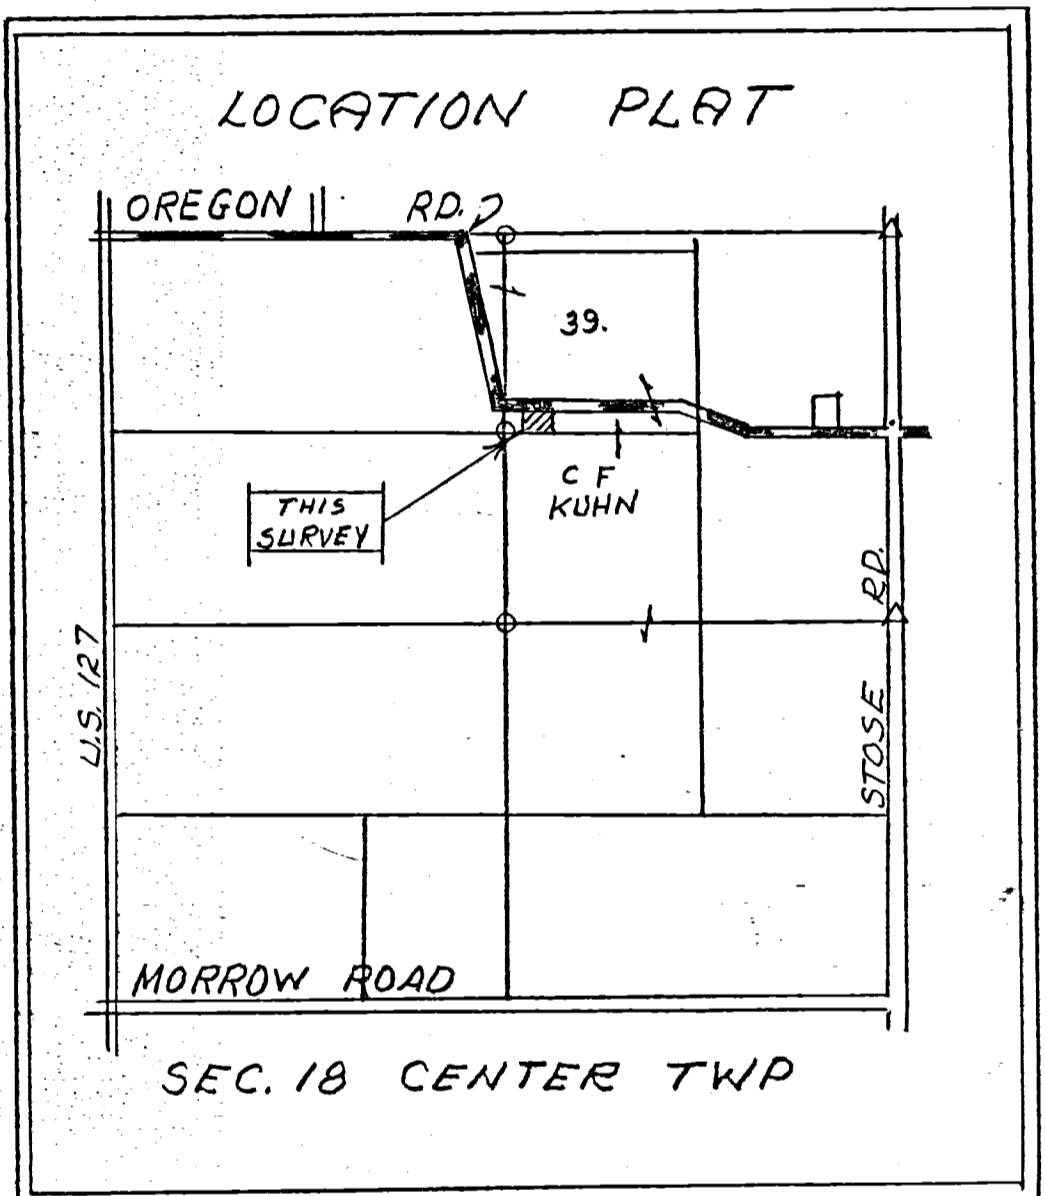 LOCATION PLAT
OREGON RD.
39.
C F
KUHN
THIS
SURVEY
U.S. 127
STOSE RD.
MORROW ROAD
SEC. 18 CENTER TWP